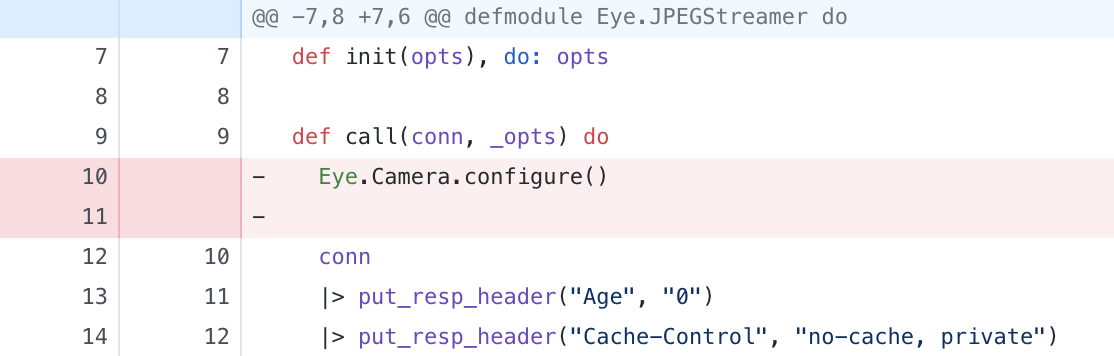 @@ -7,8 +7,6 @@ defmodule Eye.JPEGStreamer do
7 7 def init(opts), do: opts
8 8
9 9 def call(conn, _opts) do
10 - Eye.Camera.configure()
11 -
12 10 conn
13 11 |> put_resp_header("Age", "0")
14 12 |> put_resp_header("Cache-Control", "no-cache, private")